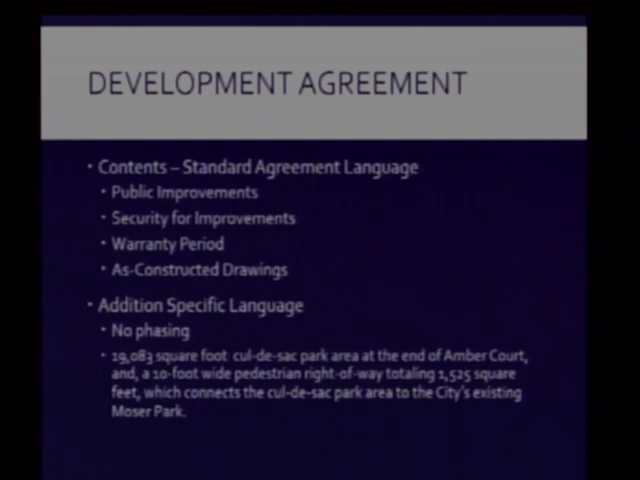 DEVELOPMENT AGREEMENT
• Contents – Standard Agreement Language
• Public Improvements
• Security for Improvements
• Warranty Period
• As-Constructed Drawings
• Addition Specific Language
• No phasing
• 19,083 square foot cul-de-sac park area at the end of Amber Court,
and, a 10-foot wide pedestrian right-of-way totaling 1,525 square
feet, which connects the cul-de-sac park area to the City's existing
Moser Park.